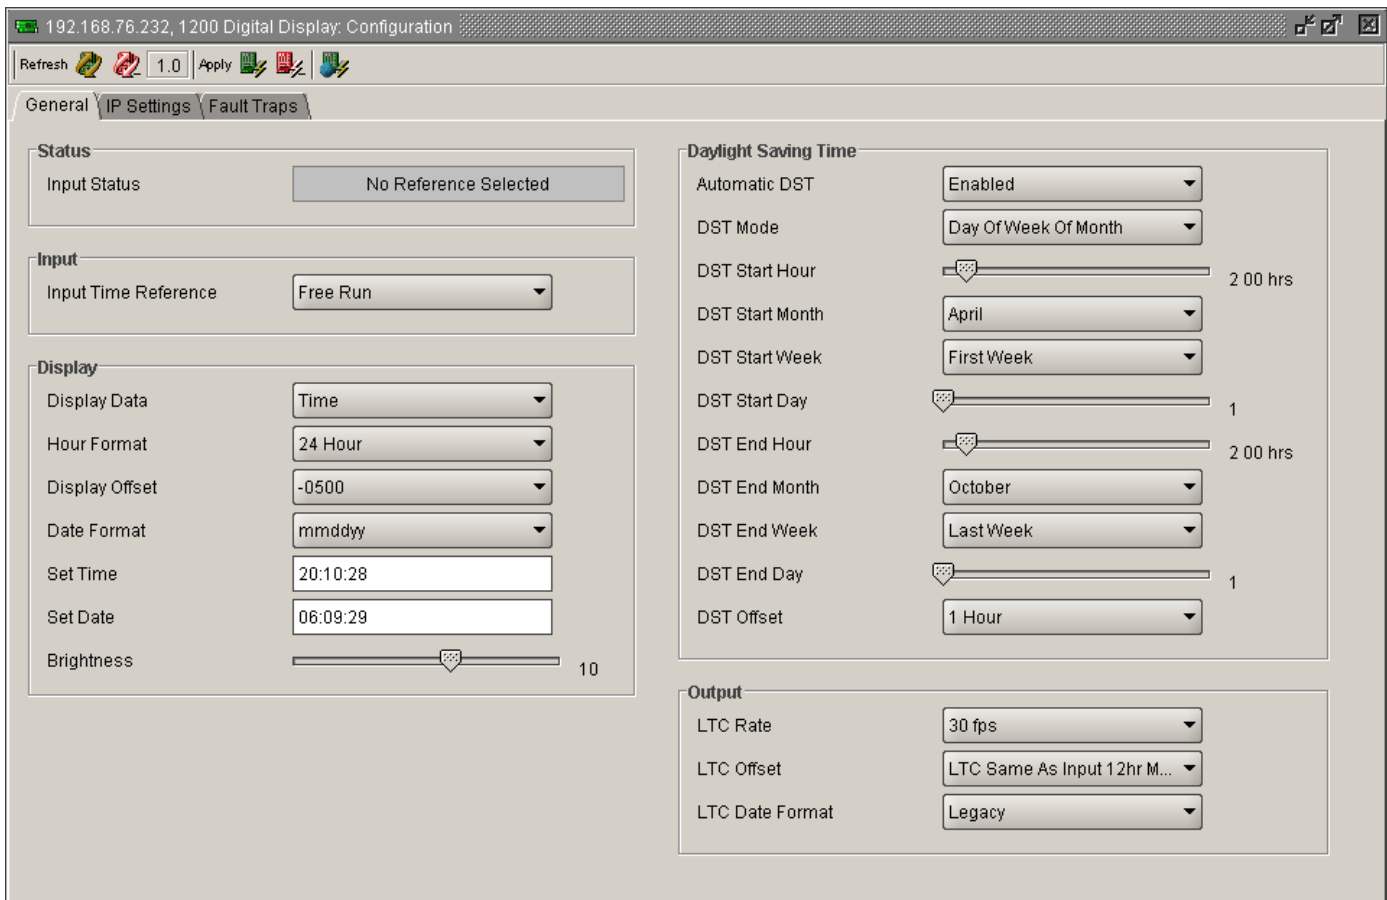 192.168.76.232, 1200 Digital Display: Configuration
Refresh 1.0 Apply
General IP Settings Fault Traps
Status
Input Status No Reference Selected
Input
Input Time Reference Free Run
Display
Display Data Time
Hour Format 24 Hour
Display Offset -0500
Date Format mmddyy
Set Time 20:10:28
Set Date 06:09:29
Brightness 10
Daylight Saving Time
Automatic DST Enabled
DST Mode Day Of Week Of Month
DST Start Hour 2 00 hrs
DST Start Month April
DST Start Week First Week
DST Start Day 1
DST End Hour 2 00 hrs
DST End Month October
DST End Week Last Week
DST End Day 1
DST Offset 1 Hour
Output
LTC Rate 30 fps
LTC Offset LTC Same As Input 12hr M...
LTC Date Format Legacy